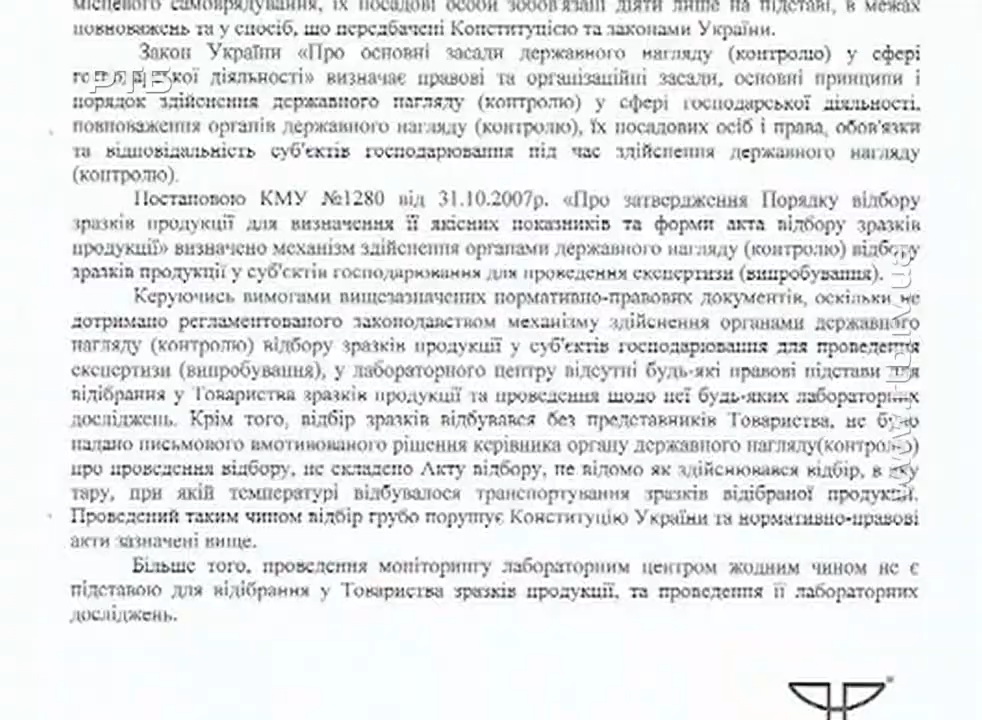 місцевого самоврядування, їх посадові особи зобов'язані діяти лише на підставі, в межах
повноважень та у спосіб, що передбачені Конституцією та законами України.
Закон України «Про основні засади державного нагляду (контролю) у сфері
господарської діяльності» визначає правові та організаційні засади, основні принципи і
порядок здійснення державного нагляду (контролю) у сфері господарської діяльності,
повноваження органів державного нагляду (контролю), їх посадових осіб і права, обов'язки
та відповідальність суб'єктів господарювання під час здійснення державного нагляду
(контролю).
Постановою КМУ №1280 від 31.10.2007р. «Про затвердження Порядку відбору
зразків продукції для визначення її якісних показників та форми акта відбору зразків
продукції» визначено механізм здійснення органами державного нагляду (контролю) відбору
зразків продукції у суб'єктів господарювання для проведення експертизи (випробування).
Керуючись вимогами вищезазначених нормативно-правових документів, оскільки не
дотримано регламентованого законодавством механізму здійснення органами державного
нагляду (контролю) відбору зразків продукції у суб'єктів господарювання для проведення
експертизи (випробування), у лабораторного центру відсутні будь-які правові підстави для
відібрання у Товариства зразків продукції та проведення щодо неї будь-яких лабораторних
досліджень. Крім того, відбір зразків відбувався без представників Товариства, не було
надано письмового вмотивованого рішення керівника органу державного нагляду(контролю)
про проведення відбору, не складено Акту відбору, не відомо як здійснювався відбір, в яку
тару, при якій температурі відбувалося транспортування зразків відібраної продукції.
Проведений таким чином відбір грубо порушує Конституцію України та нормативно-правові
акти зазначені вище.
Більше того, проведення моніторингу лабораторним центром жодним чином не є
підставою для відібрання у Товариства зразків продукції, та проведення її лабораторних
досліджень.
РТБ